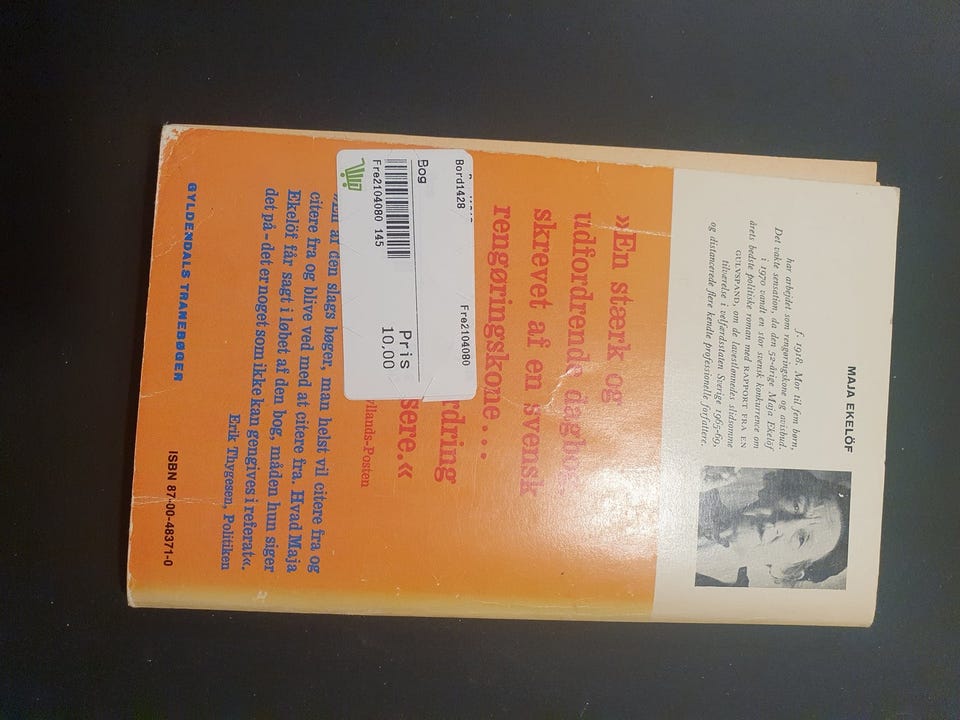 MAJA EKELÖF
f. 1918. Mor til fem børn,
har arbejdet som rengøringskone og avisbud.
Det vakte sensation, da den 52-årige Maja Ekelöf
i 1970 vandt en stor svensk konkurrence om
årets bedste politiske roman med RAPPORT FRA EN
GULVSPAND, om de lavestlønnedes slidsomme
tilværelse i velfærdsstaten Sverige 1965-69,
og distancerede flere kendte professionelle forfattere.
»En stærk og
udfordrende dagbog,
skrevet af en svensk
rengøringskone...
rdring
sere.«
yllands-Posten
Bord1428 Fre2104080
Bog
Pris
10,00
Fre2104080 145
af den slags bøger, man helst vil citere fra og
citere fra og blive ved med at citere fra. Hvad Maja
Ekelöf får sagt i løbet af den bog, måden hun siger
det på - det er noget som ikke kan gengives i referat«.
Erik Thygesen, Politiken
GYLDENDALS TRANEBØGER
ISBN 87-00-48371-0